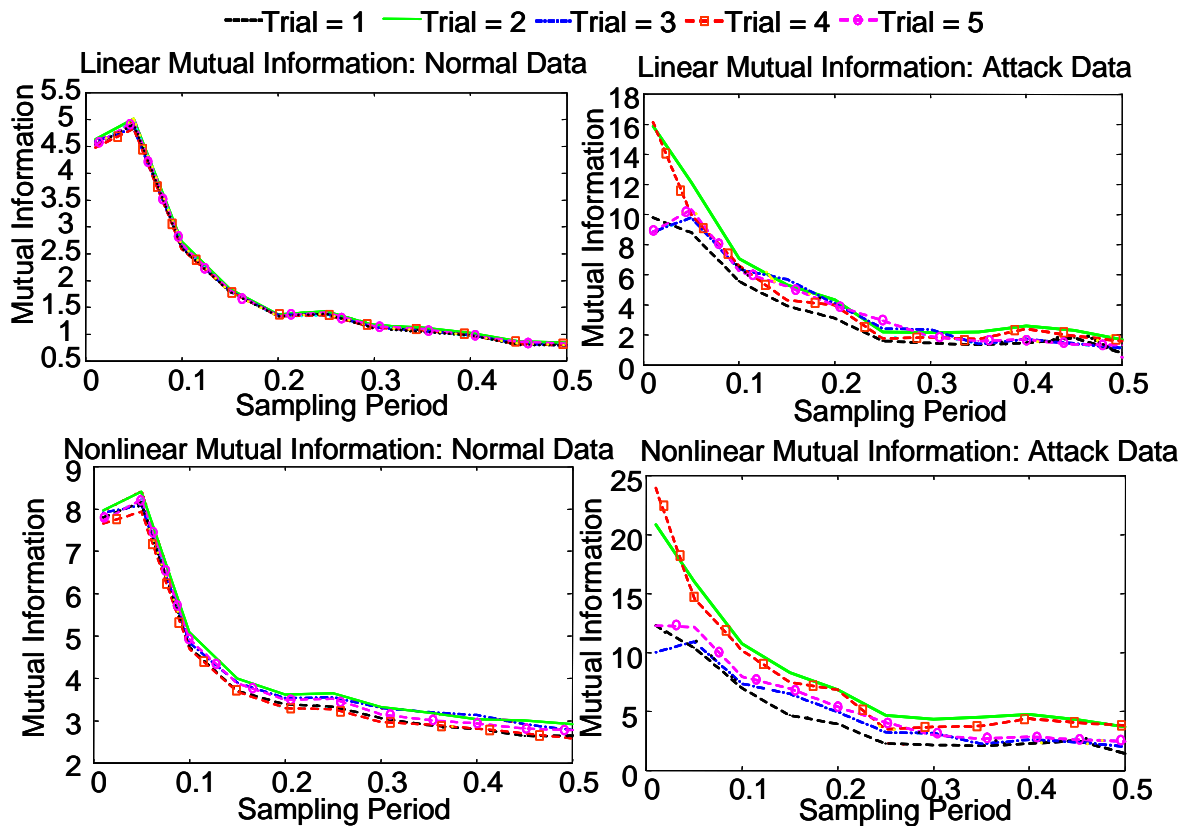 Trial = 1 Trial = 2 Trial = 3 Trial = 4 Trial = 5
Linear Mutual Information: Normal Data
Mutual Information
5.5
5
4.5
4
3.5
3
2.5
2
1.5
1
0.5
0 0.1 0.2 0.3 0.4 0.5
Sampling Period
Linear Mutual Information: Attack Data
Mutual Information
18
16
14
12
10
8
6
4
2
0
0 0.1 0.2 0.3 0.4 0.5
Sampling Period
Nonlinear Mutual Information: Normal Data
Mutual Information
9
8
7
6
5
4
3
2
0 0.1 0.2 0.3 0.4 0.5
Sampling Period
Nonlinear Mutual Information: Attack Data
Mutual Information
25
20
15
10
5
0
0 0.1 0.2 0.3 0.4 0.5
Sampling Period